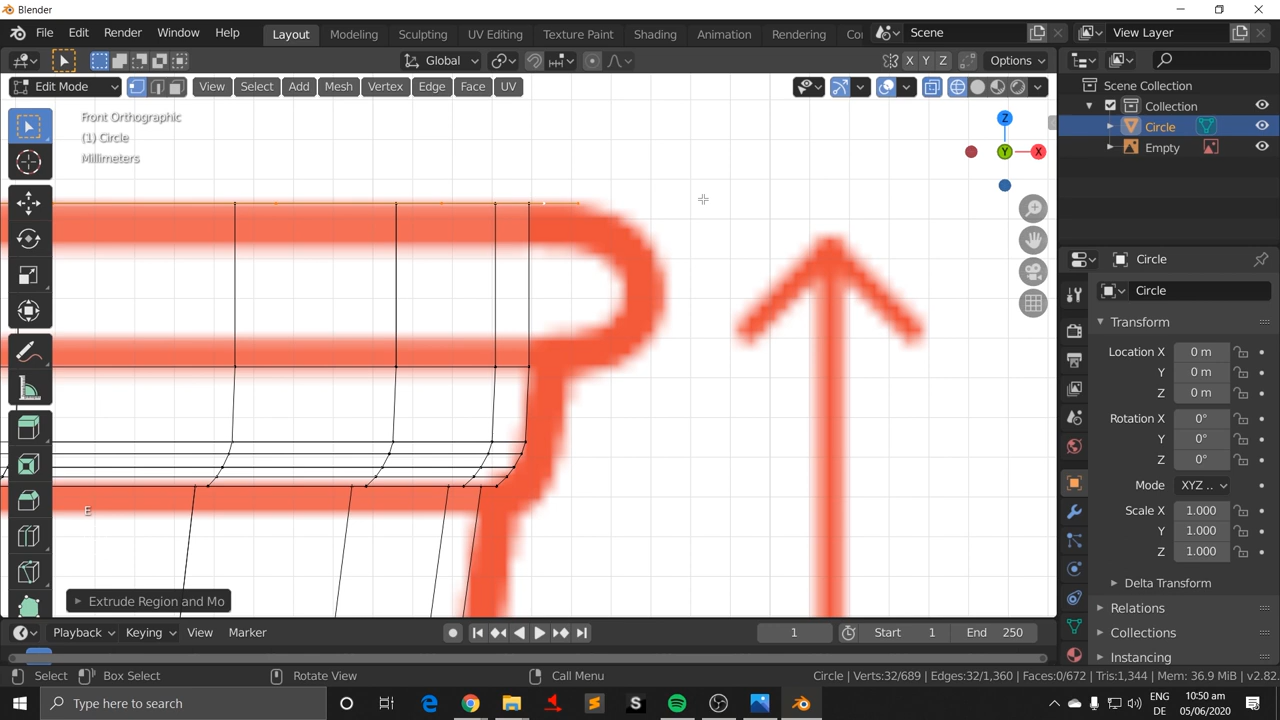 Blender
File Edit Render Window Help
Layout Modeling Sculpting UV Editing Texture Paint Shading Animation Rendering Co
Scene
View Layer
Global
X Y Z
Options
Edit Mode
View Select Add Mesh Vertex Edge Face UV
Front Orthographic
(1) Circle
Millimeters
Z
Y
X
E
Extrude Region and Mo
Scene Collection
Collection
Circle
Empty
Circle
Circle
Transform
Location X 0 m
Y 0 m
Z 0 m
Rotation X 0°
Y 0°
Z 0°
Mode XYZ ..
Scale X 1.000
Y 1.000
Z 1.000
Delta Transform
Relations
Collections
Instancing
Playback Keying View Marker
1
Start 1
End 250
Select
Box Select
Rotate View
Call Menu
Circle | Verts:32/689 | Edges:32/1,360 | Faces:0/672 | Tris:1,344 | Mem: 36.9 MiB | v2.82.
Type here to search
ENG
DE
10:50 am
05/06/2020